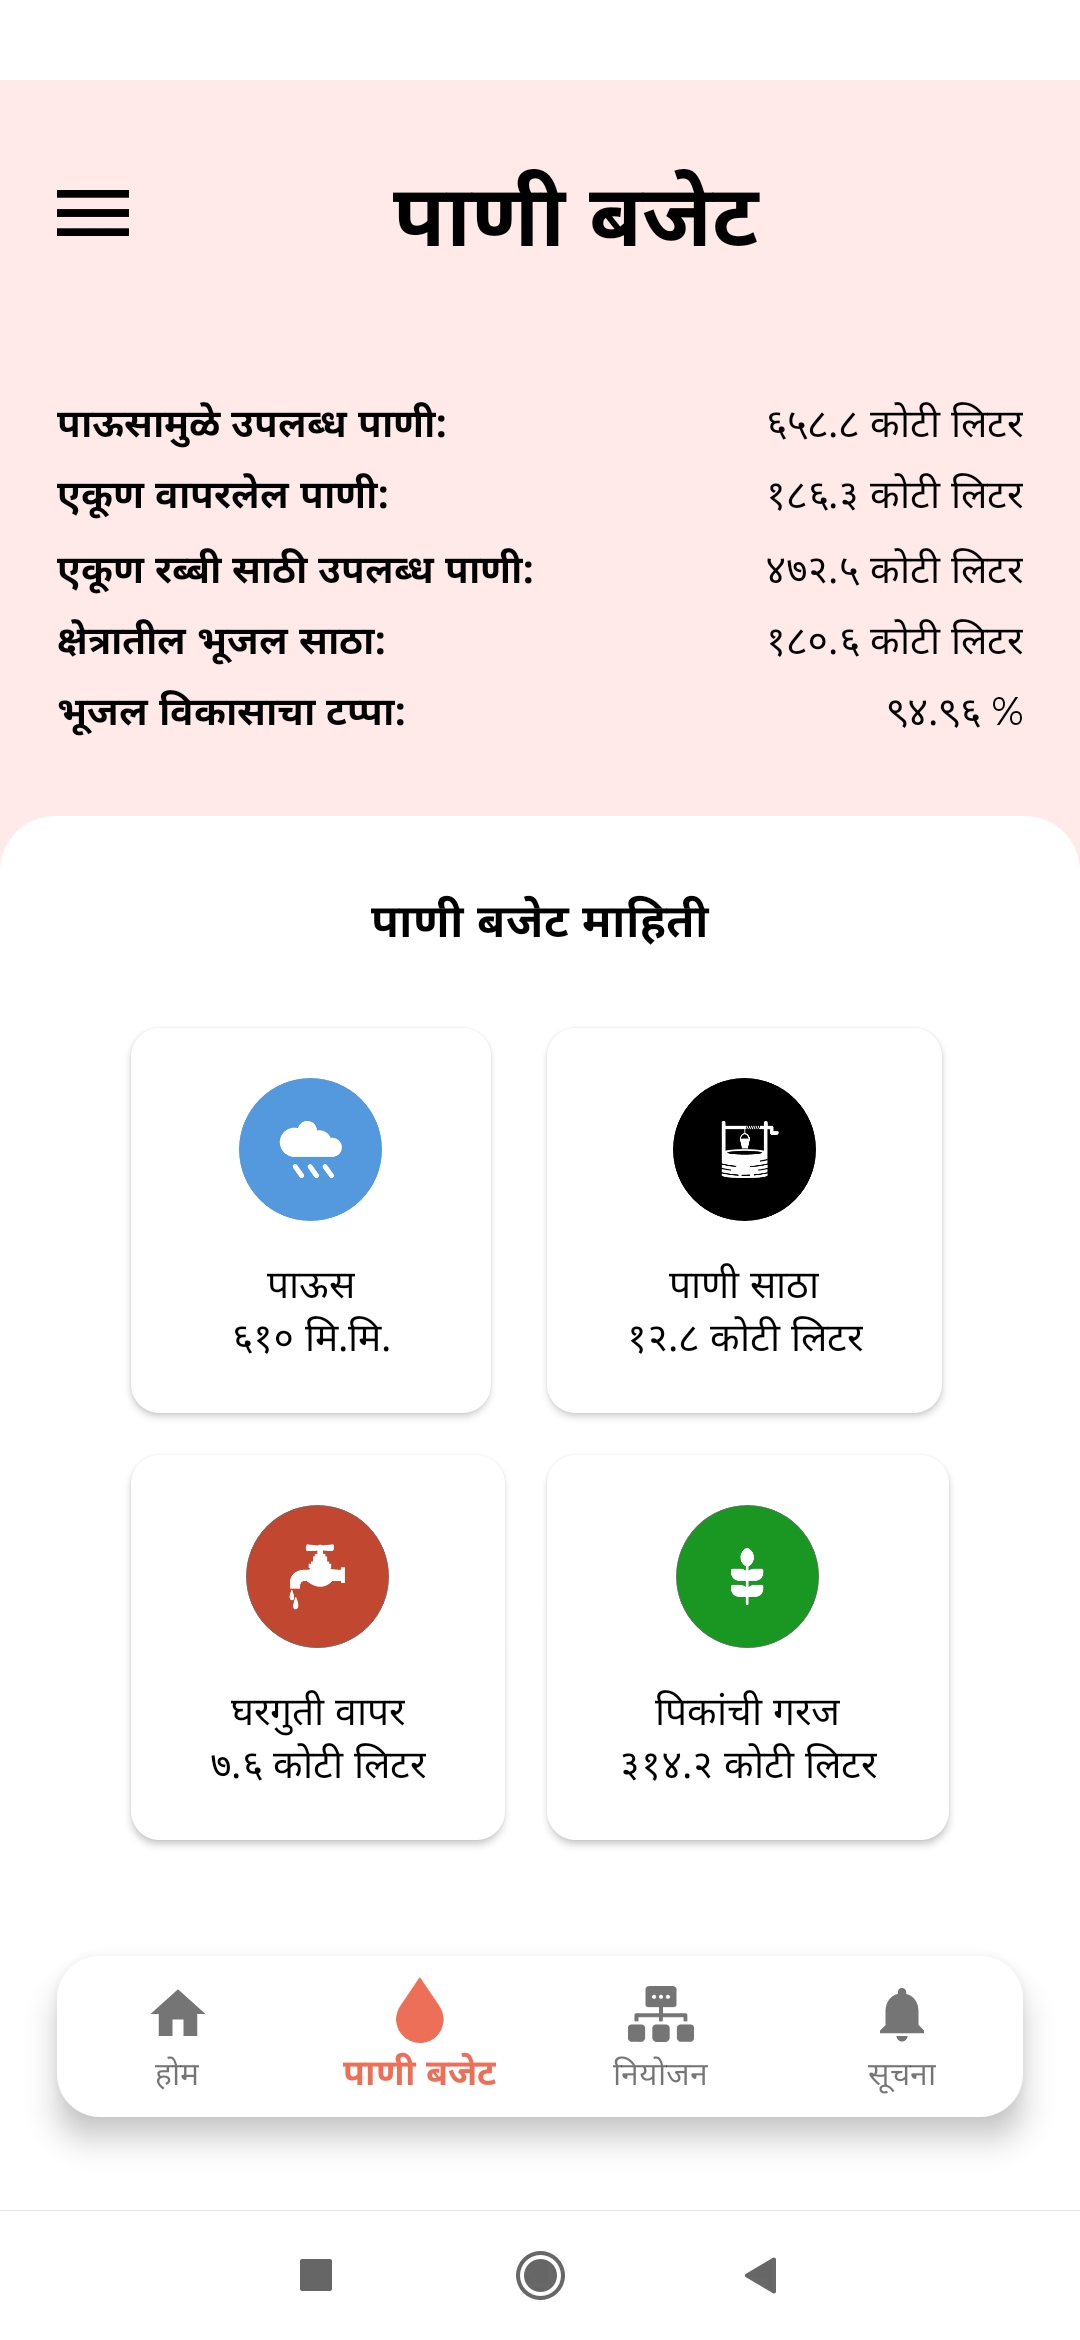 पाणी बजेट
पाऊसामुळे उपलब्ध पाणी: ६५८.८ कोटी लिटर
एकूण वापरलेल पाणी: १८६.३ कोटी लिटर
एकूण रब्बी साठी उपलब्ध पाणी: ४७२.५ कोटी लिटर
क्षेत्रातील भूजल साठा: १८०.६ कोटी लिटर
भूजल विकासाचा टप्पा: ९४.९६ %
पाणी बजेट माहिती
पाऊस
६१० मि.मि.
पाणी साठा
१२.८ कोटी लिटर
घरगुती वापर
७.६ कोटी लिटर
पिकांची गरज
३१४.२ कोटी लिटर
होम
पाणी बजेट
नियोजन
सूचना